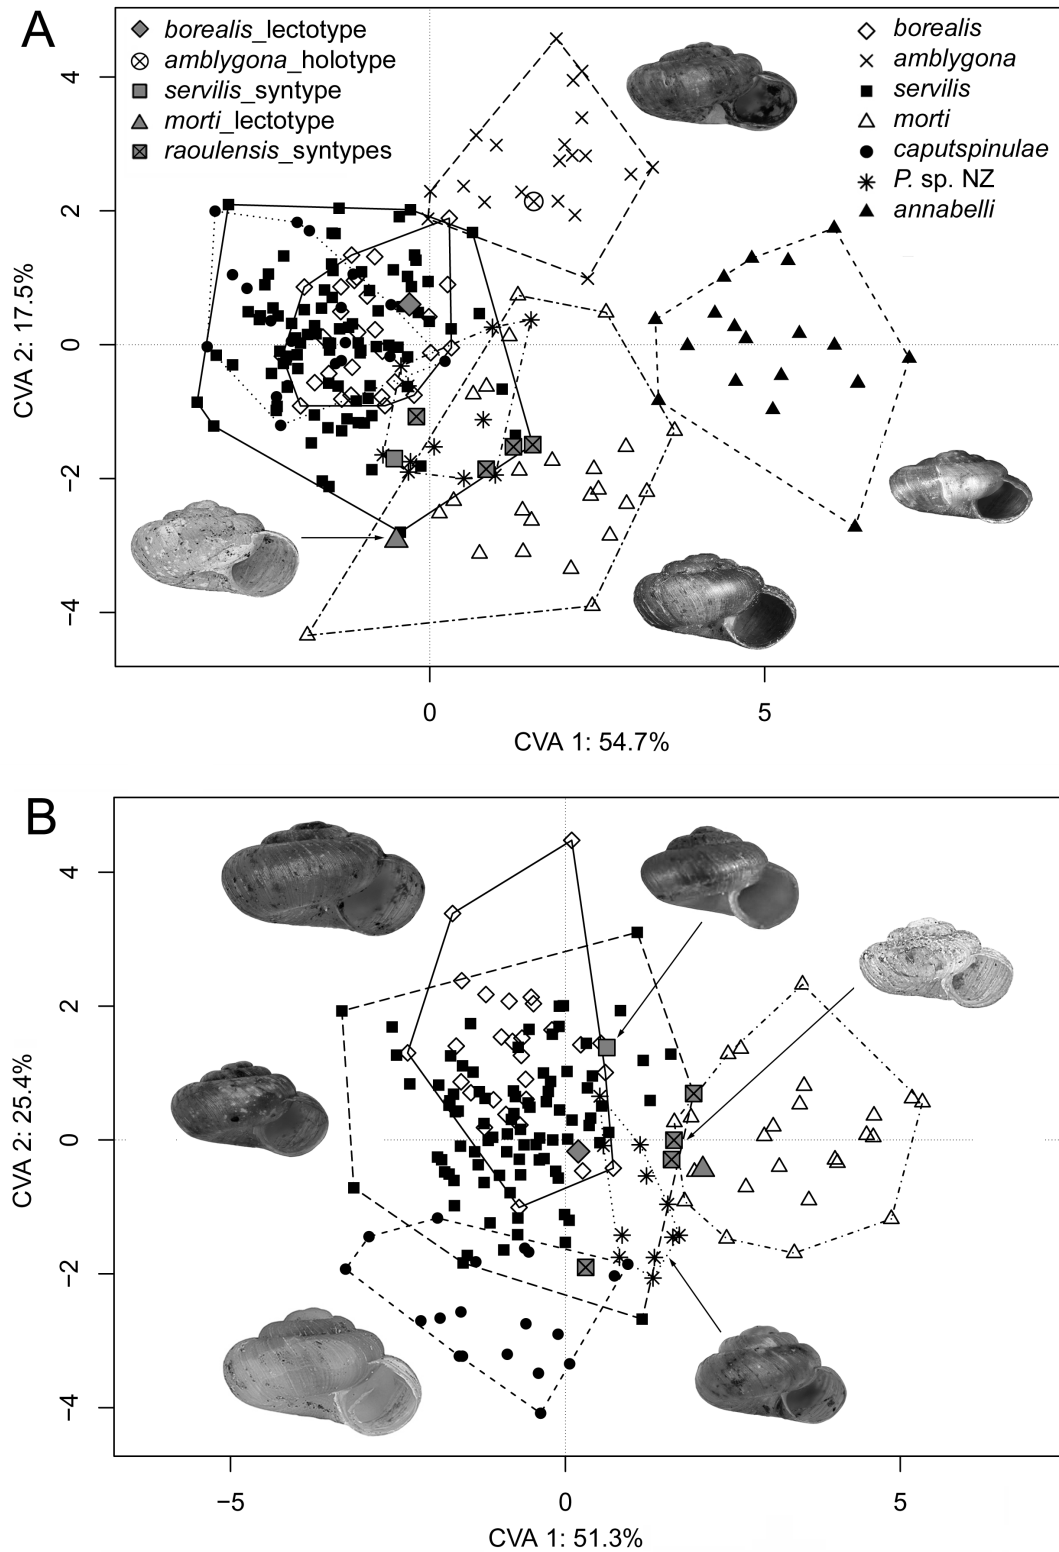 A
borealis_lectotype
amblygona_holotype
servilis_syntype
morti_lectotype
raoulensis_syntypes
borealis
amblygona
servilis
morti
caputspinulae
P. sp. NZ
annabelli
4
2
0
−2
−4
CVA 2: 17.5%
0 5
CVA 1: 54.7%
B
4
2
0
−2
−4
CVA 2: 25.4%
−5 0 5
CVA 1: 51.3%